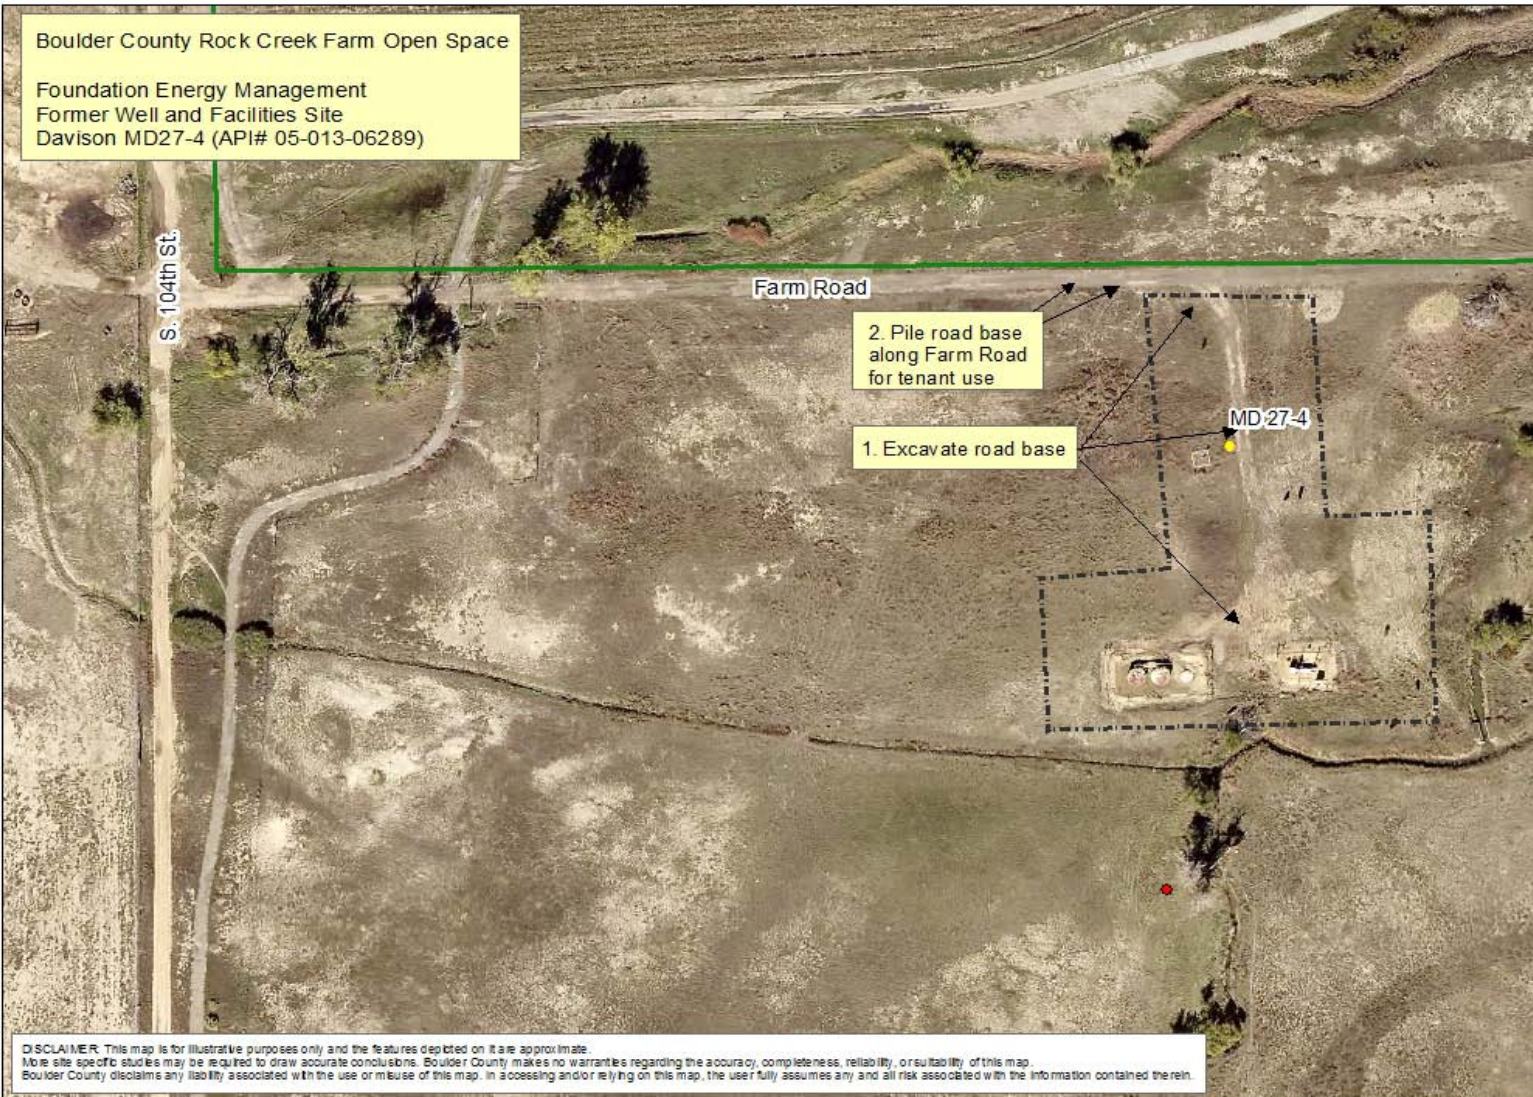 Boulder County Rock Creek Farm Open Space
Foundation Energy Management
Former Well and Facilities Site
Davison MD27-4 (API# 05-013-06289)
S. 104th St.
Farm Road
2. Pile road base
along Farm Road
for tenant use
MD 27-4
1. Excavate road base
DISCLAIMER: This map is for illustrative purposes only and the features depicted on it are approximate.
More site specific studies may be required to draw accurate conclusions. Boulder County makes no warranties regarding the accuracy, completeness, reliability, or suitability of this map.
Boulder County disclaims any liability associated with the use or misuse of this map. In accessing and/or relying on this map, the user fully assumes any and all risk associated with the information contained therein.